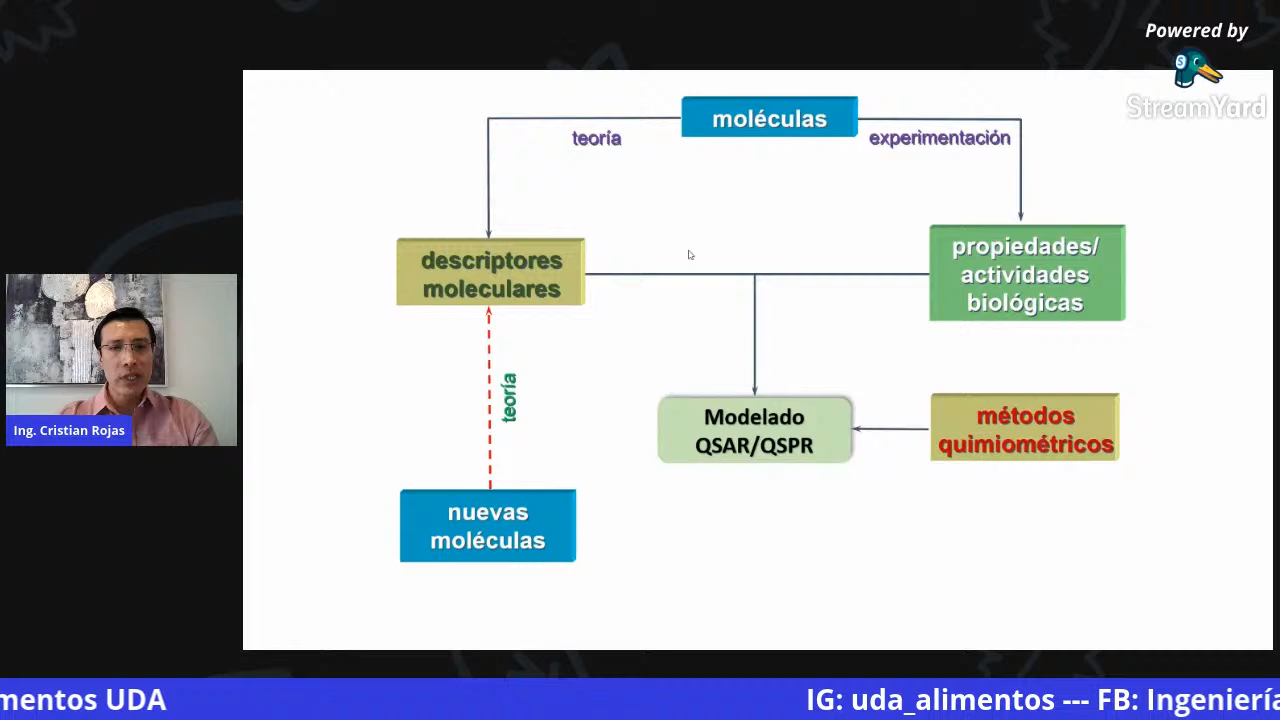 Powered by
StreamYard
moléculas
teoría
experimentación
descriptores
moleculares
propiedades/
actividades
biológicas
teoría
Modelado
QSAR/QSPR
métodos
quimiométricos
nuevas
moléculas
Ing. Cristian Rojas
mentos UDA
IG: uda_alimentos --- FB: Ingeniería